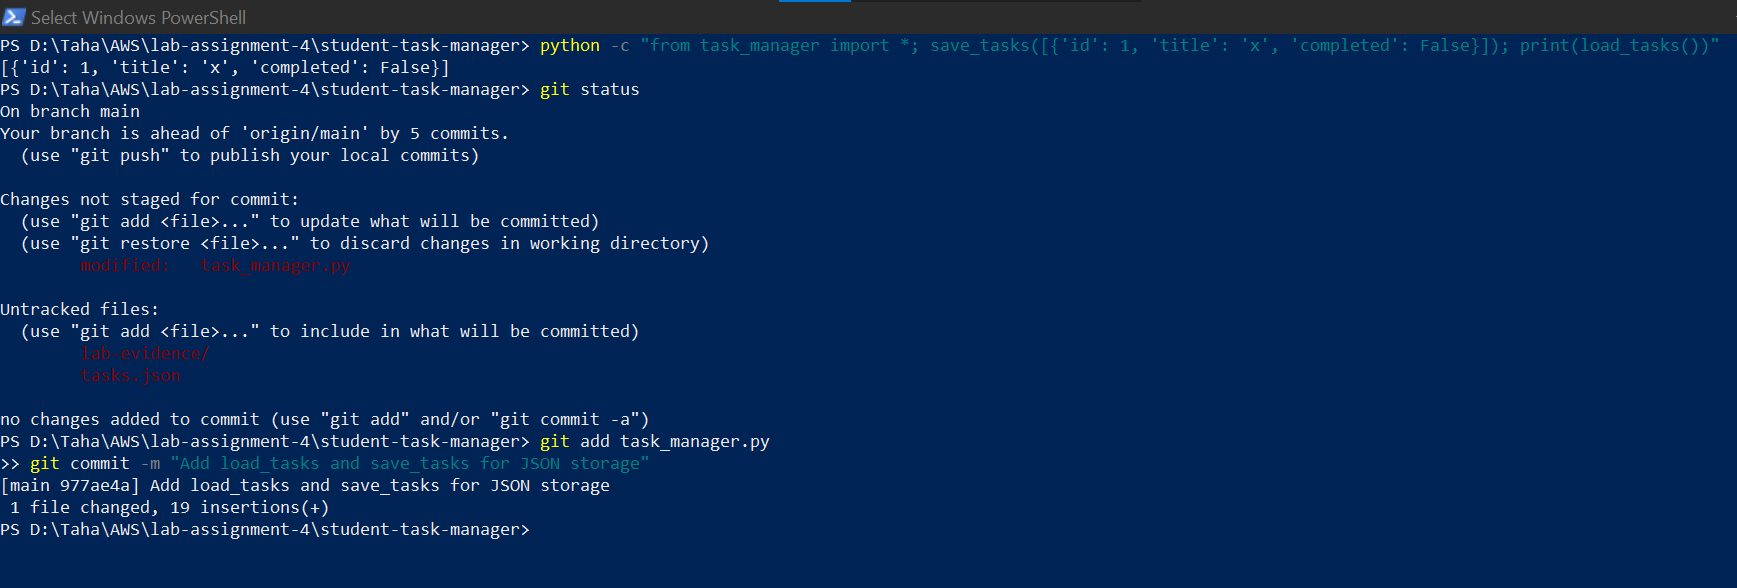 Select Windows PowerShell
PS D:\Taha\AWS\lab-assignment-4\student-task-manager> python -c "from task_manager import *; save_tasks([{'id': 1, 'title': 'x', 'completed': False}]); print(load_tasks())"
[{'id': 1, 'title': 'x', 'completed': False}]
PS D:\Taha\AWS\lab-assignment-4\student-task-manager> git status
On branch main
Your branch is ahead of 'origin/main' by 5 commits.
  (use "git push" to publish your local commits)

Changes not staged for commit:
  (use "git add <file>..." to update what will be committed)
  (use "git restore <file>..." to discard changes in working directory)
        modified:   task_manager.py

Untracked files:
  (use "git add <file>..." to include in what will be committed)
        lab-evidence/
        tasks.json

no changes added to commit (use "git add" and/or "git commit -a")
PS D:\Taha\AWS\lab-assignment-4\student-task-manager> git add task_manager.py
>> git commit -m "Add load_tasks and save_tasks for JSON storage"
[main 977ae4a] Add load_tasks and save_tasks for JSON storage
 1 file changed, 19 insertions(+)
PS D:\Taha\AWS\lab-assignment-4\student-task-manager>